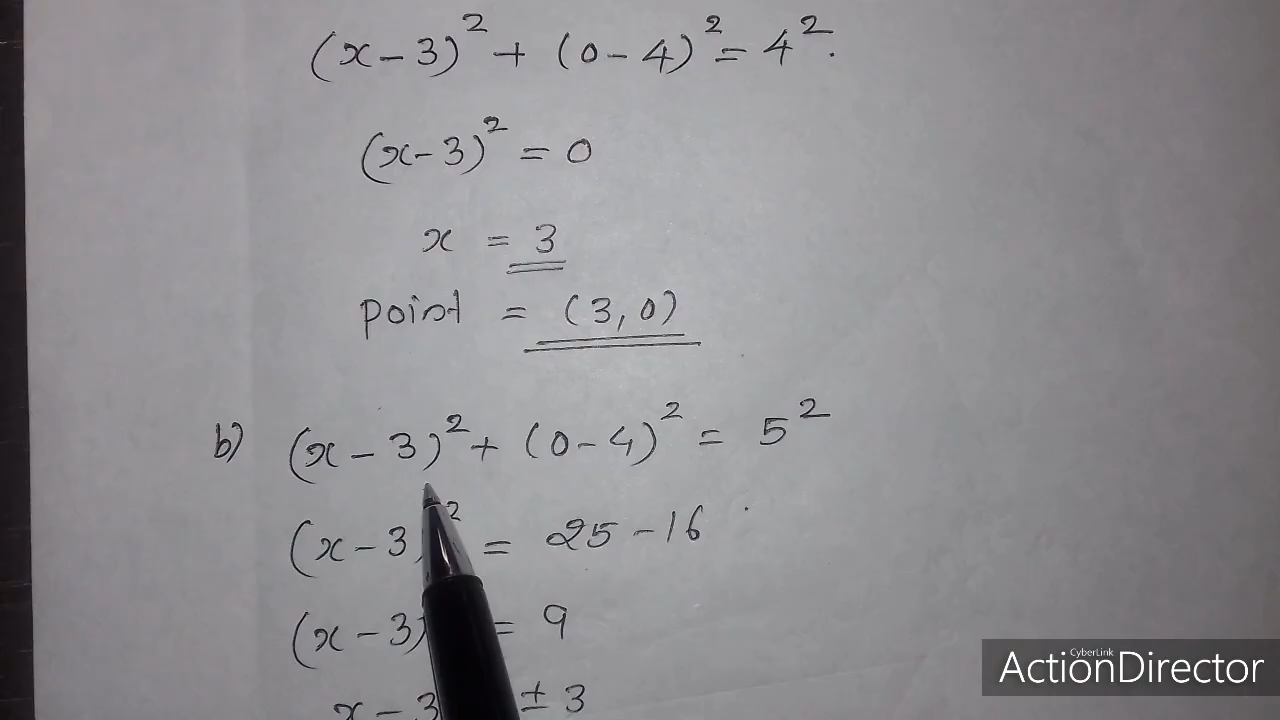 (x-3)² + (0-4)² = 4².
(x-3)² = 0
x = 3
point = (3,0)
b) (x-3)² + (0-4)² = 5²
(x-3)² = 25-16
(x-3) = 9
x-3 ± 3
CyberLink
ActionDirector